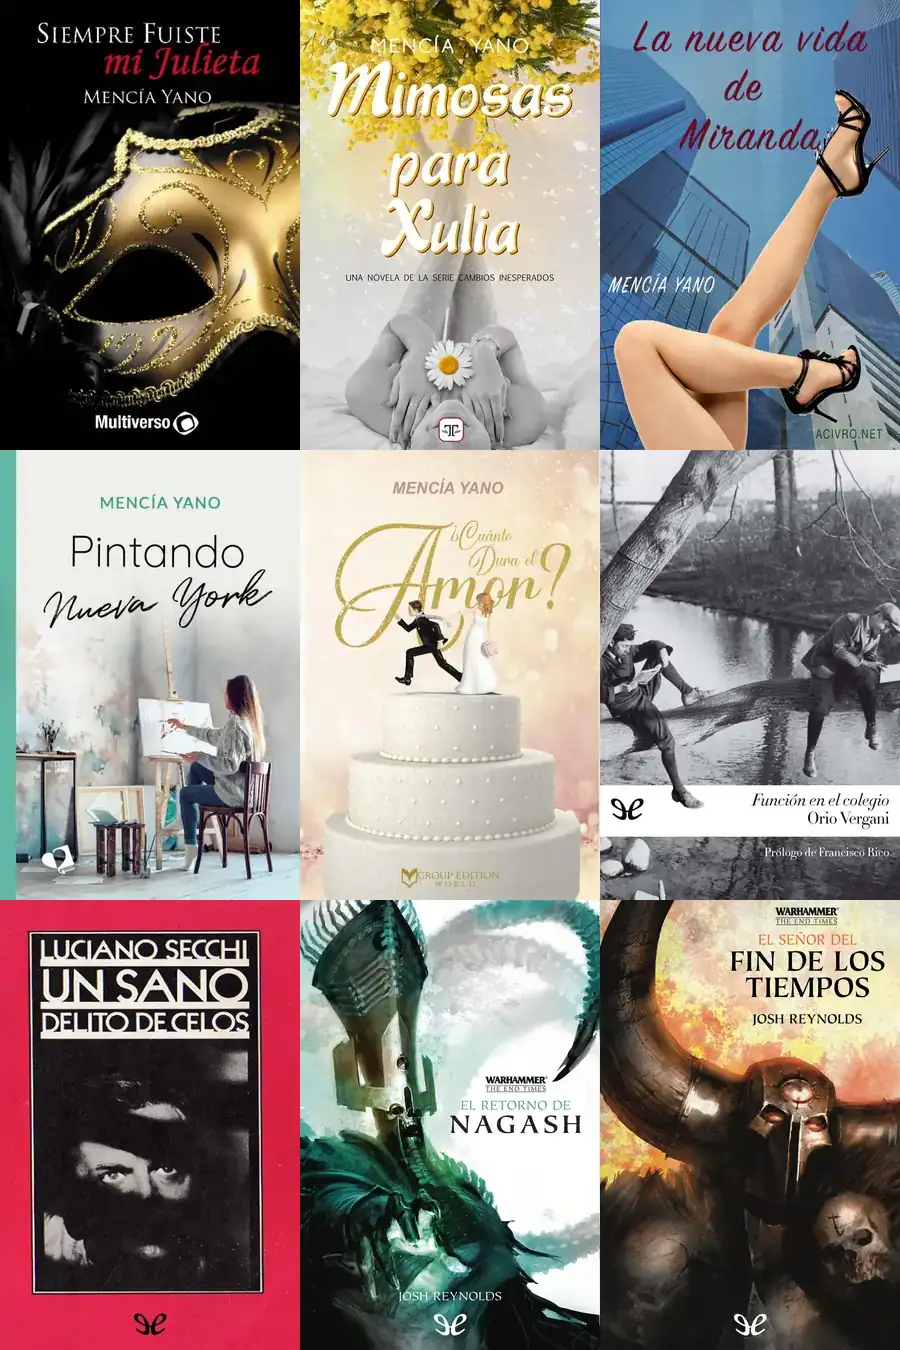 SIEMPRE FUISTE
mi Julieta
MENCÍA YANO
Multiverso
MENCÍA YANO
Mimosas
para
Xulia
UNA NOVELA DE LA SERIE CAMBIOS INESPERADOS
La nueva vida
de
Miranda
MENCÍA YANO
ACIVRO.NET
MENCÍA YANO
Pintando
Nueva York
MENCÍA YANO
¿Cuánto
Dura el
Amor?
GROUP EDITION
WORLD
Función en el colegio
Orio Vergani
Prólogo de Francisco Rico
LUCIANO SECCHI
UN SANO
DELITO DE CELOS
WARHAMMER
THE END TIMES
EL RETORNO DE
NAGASH
JOSH REYNOLDS
WARHAMMER
THE END TIMES
EL SEÑOR DEL
FIN DE LOS
TIEMPOS
JOSH REYNOLDS